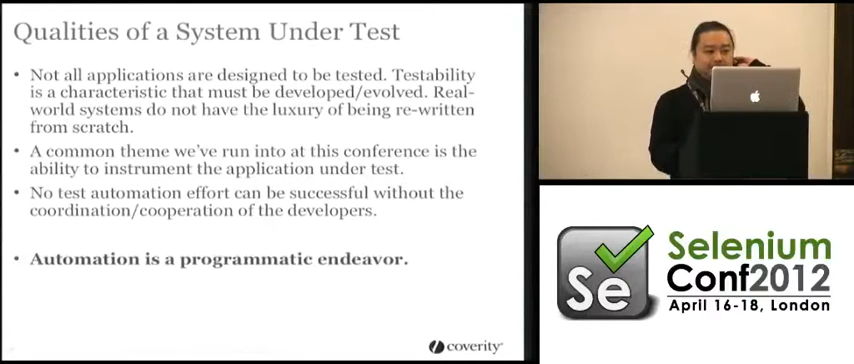 Qualities of a System Under Test
• Not all applications are designed to be tested. Testability
is a characteristic that must be developed/evolved. Real-
world systems do not have the luxury of being re-written
from scratch.
• A common theme we've run into at this conference is the
ability to instrument the application under test.
• No test automation effort can be successful without the
coordination/cooperation of the developers.
• Automation is a programmatic endeavor.
coverity
Se
Selenium
Conf2012
April 16-18, London